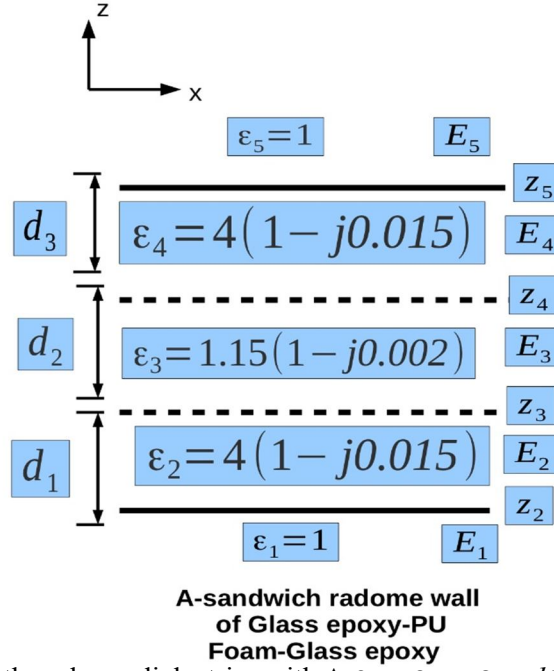 z
x
ε₅=1 E₅
z₅
d₃ ε₄=4(1−j0.015) E₄
z₄
d₂ ε₃=1.15(1−j0.002) E₃
z₃
d₁ ε₂=4(1−j0.015) E₂
z₂
ε₁=1 E₁
A-sandwich radome wall
of Glass epoxy-PU
Foam-Glass epoxy